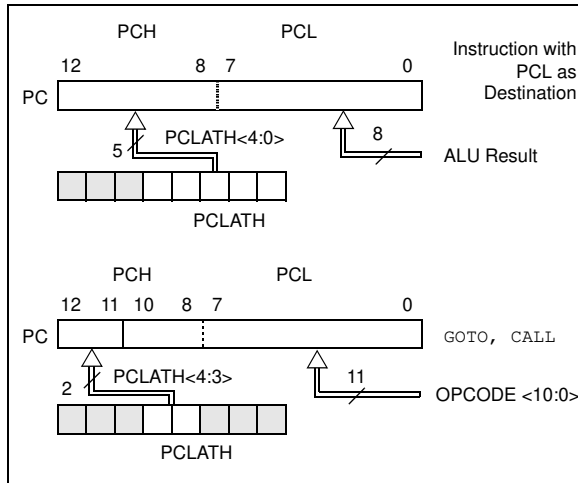 PCH PCL
12 8 7 0
Instruction with
PCL as
Destination
PC
5 PCLATH<4:0> 8
ALU Result
PCLATH
PCH PCL
12 11 10 8 7 0
PC GOTO, CALL
2 PCLATH<4:3> 11
OPCODE <10:0>
PCLATH